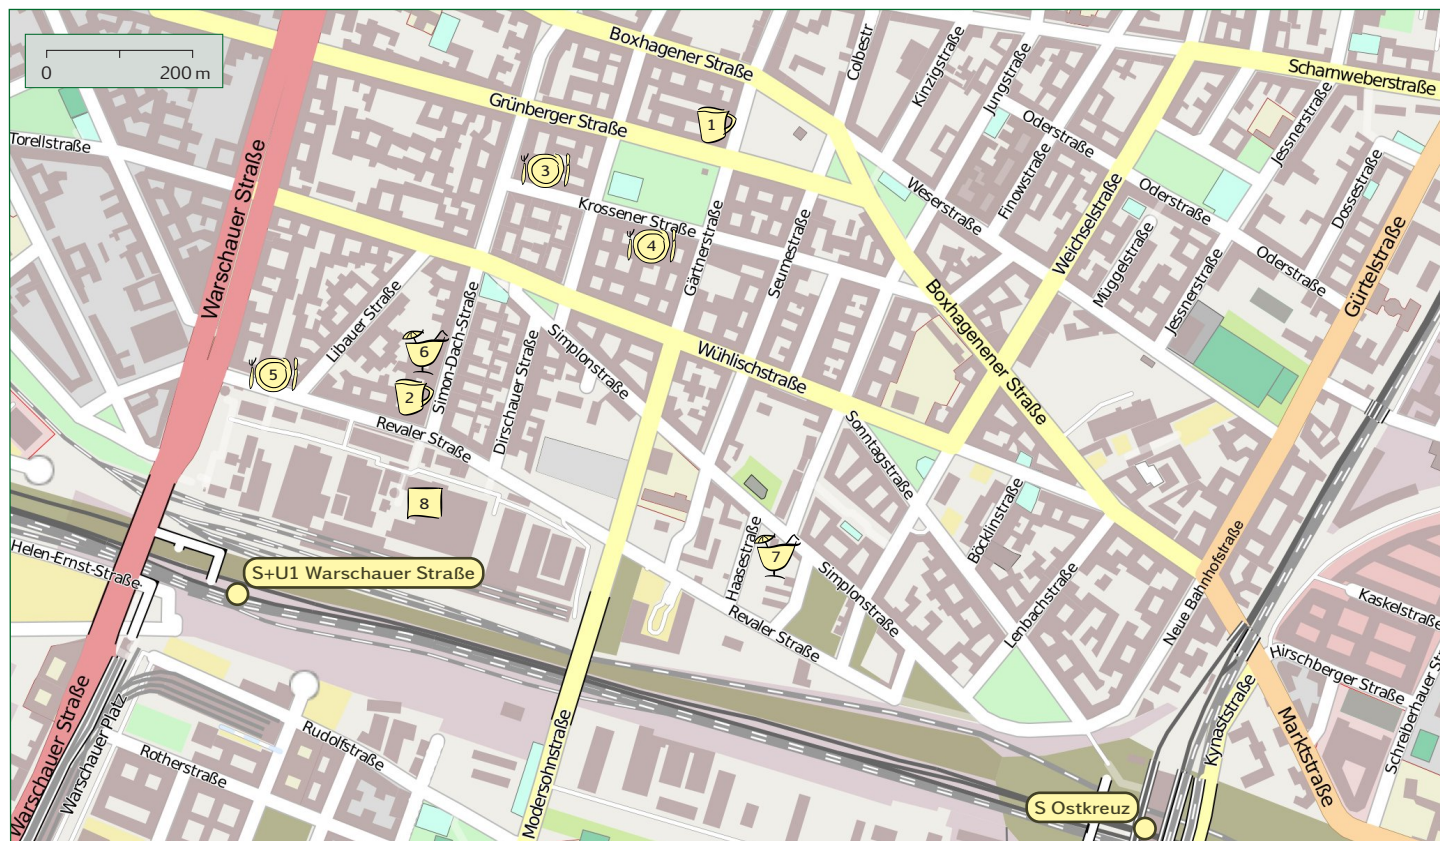 Boxhagener Straße
Colbestr
Kinzigstraße
Jungstraße
Scharnweberstraße
0
200 m
Grünberger Straße
1
Oderstraße
Jessnerstraße
Torellstraße
Warschauer Straße
3
Krossener Straße
4
Gärtnerstraße
Seumestraße
Weserstraße
Finowstraße
Weichselstraße
Oderstraße
Müggelstraße
Jessnerstraße
Oderstraße
Dossestraße
Gürtelstraße
Libauer Straße
Simon-Dach-Straße
Dirschauer Straße
Simplonstraße
Wühlischstraße
Boxhagenener Straße
5
6
2
Revaler Straße
Sonntagstraße
8
Böcklinstraße
Haasestraße
7
Simplonstraße
Lenbachstraße
Neue Bahnhofstraße
Kaskelstraße
Helen-Ernst-Straße
S+U1 Warschauer Straße
Revaler Straße
Hirschberger Straße
Schreiberhauer Str
Kynaststraße
Marktstraße
Warschauer Straße
Warschauer Platz
Rotherstraße
Rudolfstraße
Modersohnstraße
S Ostkreuz